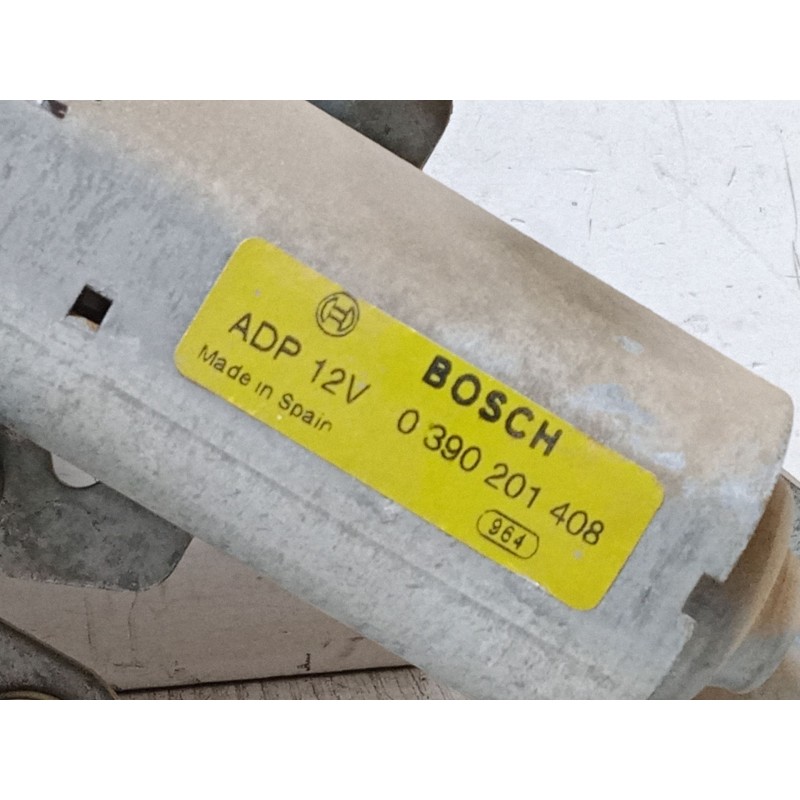 BOSCH
ADP 12V 0 390 201 408
Made in Spain
964